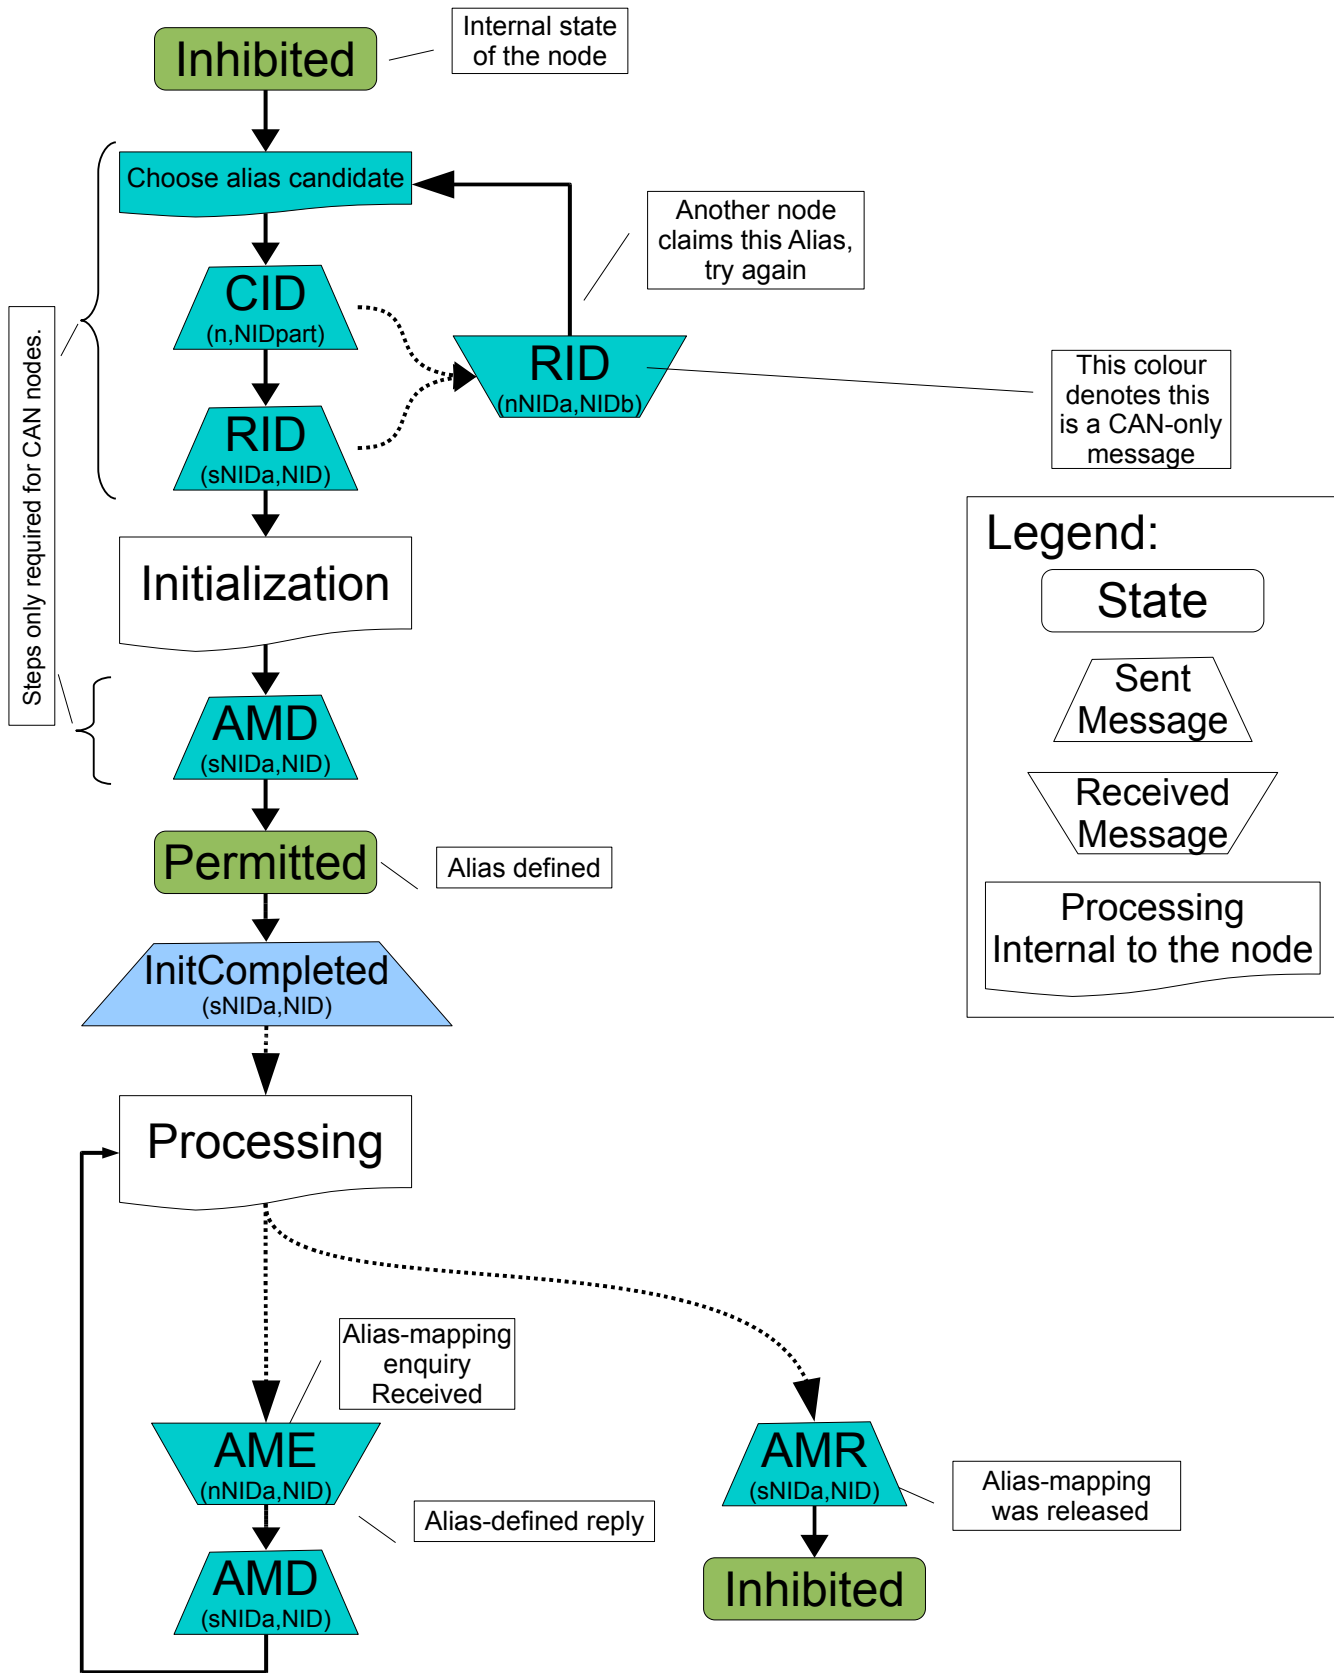 Inhibited
Internal state
of the node
Choose alias candidate
Another node
claims this Alias,
try again
CID
(n,NIDpart)
RID
(nNIDa,NIDb)
This colour
denotes this
is a CAN-only
message
RID
(sNIDa,NID)
Steps only required for CAN nodes.
Initialization
AMD
(sNIDa,NID)
Permitted
Alias defined
InitCompleted
(sNIDa,NID)
Processing
Legend:
State
Sent
Message
Received
Message
Processing
Internal to the node
Alias-mapping
enquiry
Received
AME
(nNIDa,NID)
Alias-defined reply
AMD
(sNIDa,NID)
AMR
(sNIDa,NID)
Alias-mapping
was released
Inhibited